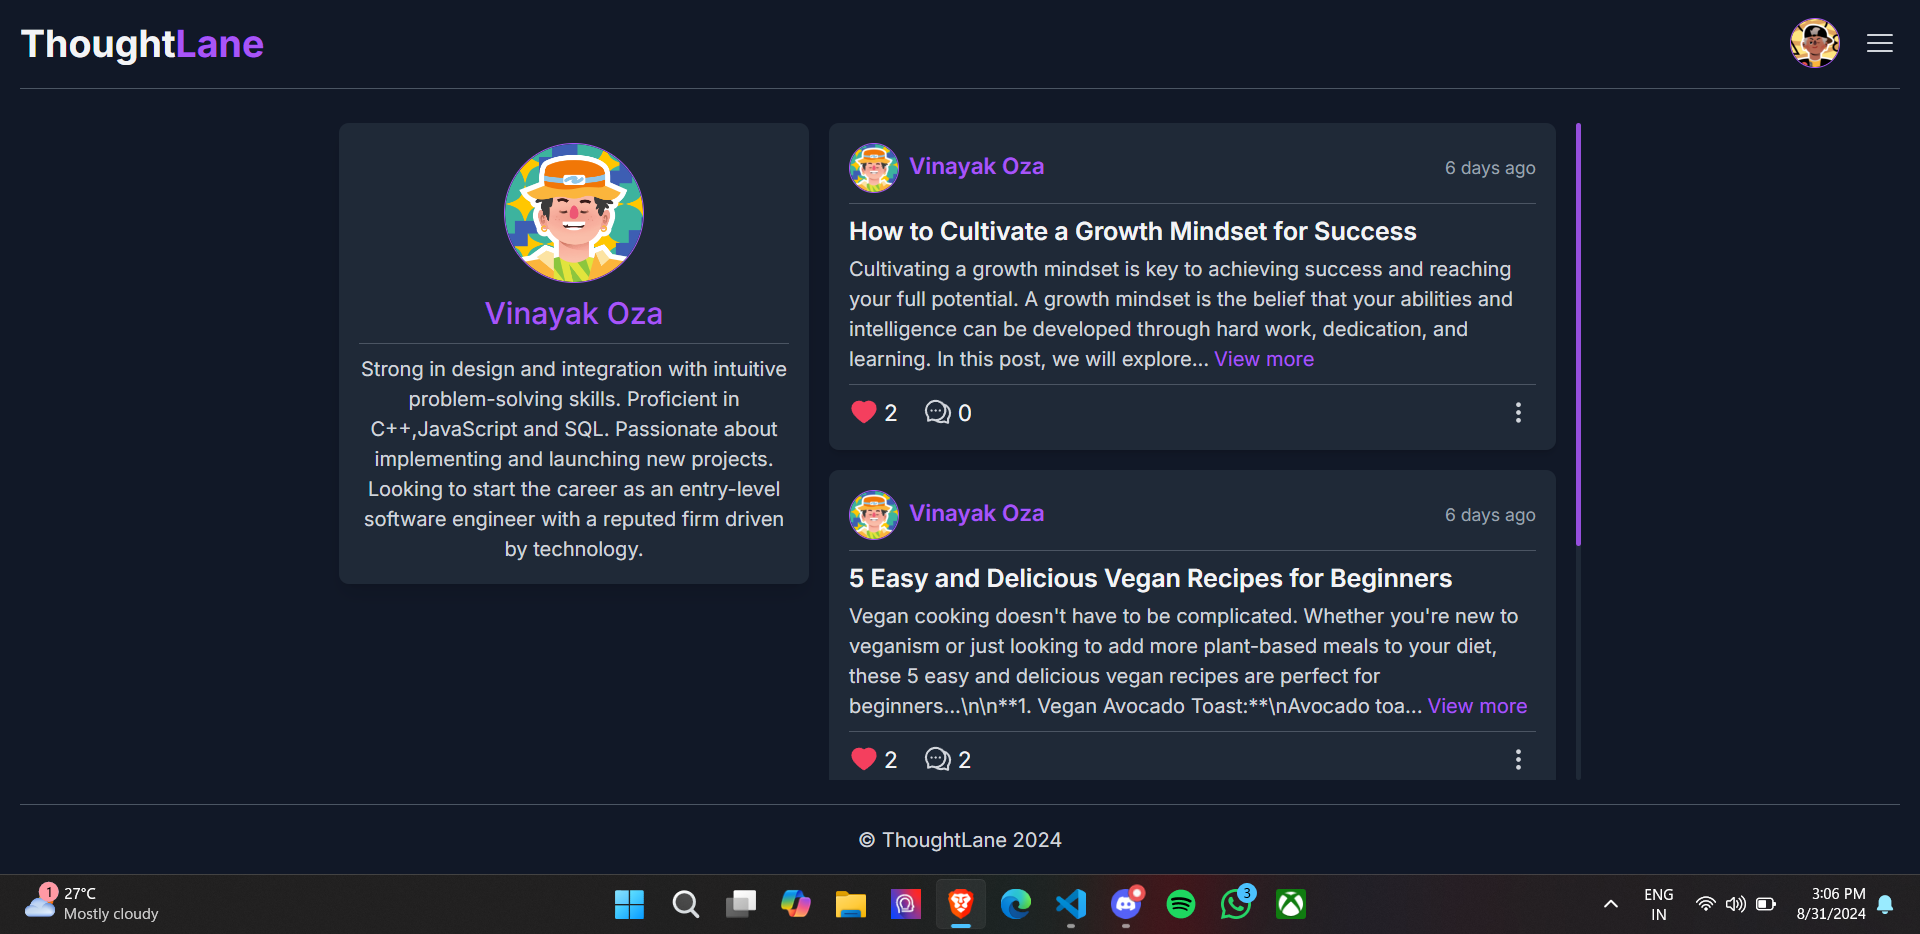 ThoughtLane
Vinayak Oza
Strong in design and integration with intuitive
problem-solving skills. Proficient in
C++,JavaScript and SQL. Passionate about
implementing and launching new projects.
Looking to start the career as an entry-level
software engineer with a reputed firm driven
by technology.
Vinayak Oza
6 days ago
How to Cultivate a Growth Mindset for Success
Cultivating a growth mindset is key to achieving success and reaching
your full potential. A growth mindset is the belief that your abilities and
intelligence can be developed through hard work, dedication, and
learning. In this post, we will explore... View more
2
0
Vinayak Oza
6 days ago
5 Easy and Delicious Vegan Recipes for Beginners
Vegan cooking doesn't have to be complicated. Whether you're new to
veganism or just looking to add more plant-based meals to your diet,
these 5 easy and delicious vegan recipes are perfect for
beginners...\n\n**1. Vegan Avocado Toast:**\nAvocado toa... View more
2
2
© ThoughtLane 2024
1
27°C
Mostly cloudy
3
ENG
IN
3:06 PM
8/31/2024